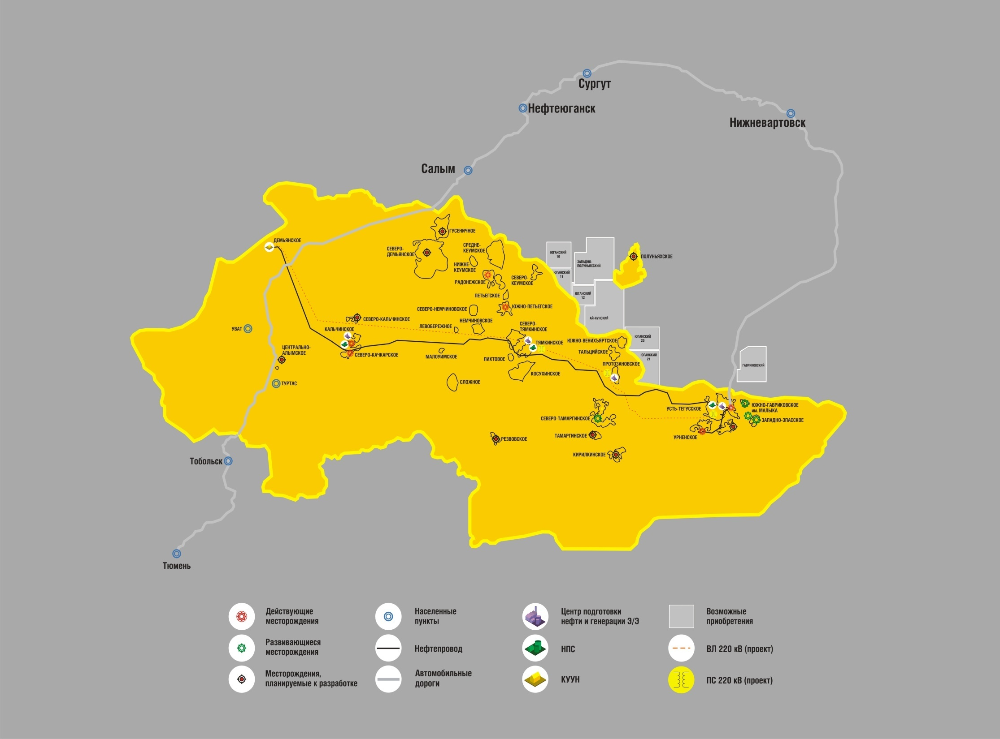 Сургут
Нефтеюганск
Нижневартовск
Салым
ДЕМЬЯНСКОЕ
ГУСЕНИЧНОЕ
СЕВЕРО-
ДЕМЬЯНСКОЕ
СРЕДНЕ-
КЕУМСКОЕ
НИЖНЕ-
КЕУМСКОЕ
РАДОНЕЖСКОЕ
СЕВЕРО-
КЕУМСКОЕ
ПЕТЬЕГСКОЕ
ЮЖНО-ПЕТЬЕГСКОЕ
СЕВЕРО-НЕМЧИНОВСКОЕ
НЕМЧИНОВСКОЕ
ЛЕВОБЕРЕЖНОЕ
СЕВЕРО-
ТЯМКИНСКОЕ
ТЯМКИНСКОЕ
ЮГАНСКИЙ
10
ЮГАНСКИЙ
11
ЗАПАДНО-
ПОЛУНЬЯХСКИЙ
ЮГАНСКИЙ
12
АЙ-ЯУНСКИЙ
ПОЛУНЬЯХСКОЕ
ЮГАНСКИЙ
20
ЮГАНСКИЙ
21
ГАВРИКОВСКИЙ
УВАТ
СЕВЕРО-КАЛЬЧИНСКОЕ
КАЛЬЧИНСКОЕ
СЕВЕРО-КАЧКАРСКОЕ
ЦЕНТРАЛЬНО-
АЛЫМСКОЕ
ТУРТАС
МАЛОУИМСКОЕ
ПИХТОВОЕ
КОСУХИНСКОЕ
СЛОЖНОЕ
ЮЖНО-ВЕНИХЪЯРТСКОЕ
ТАЛЬЦИЙСКОЕ
ПРОТОЗАНОВСКОЕ
УСТЬ-ТЕГУССКОЕ
ЮЖНО-ГАВРИКОВСКОЕ
им. МАЛЫКА
ЗАПАДНО-ЭПАССКОЕ
УРНЕНСКОЕ
СЕВЕРО-ТАМАРГИНСКОЕ
ТАМАРГИНСКОЕ
РЕЗВОВСКОЕ
КИРИЛКИНСКОЕ
Тобольск
Тюмень
Действующие
месторождения
Развивающиеся
месторождения
Месторождения,
планируемые к разработке
Населенные
пункты
Нефтепровод
Автомобильные
дороги
Центр подготовки
нефти и генерации Э/Э
НПС
КУУН
Возможные
приобретения
ВЛ 220 кВ (проект)
ПС 220 кВ (проект)